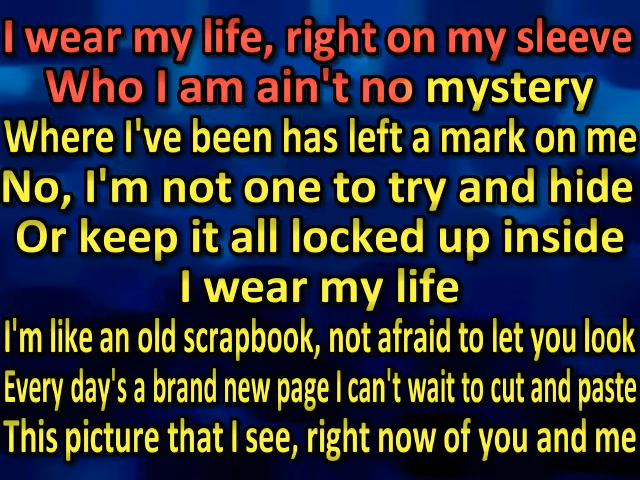 I wear my life, right on my sleeve
Who I am ain't no mystery
Where I've been has left a mark on me
No, I'm not one to try and hide
Or keep it all locked up inside
I wear my life
I'm like an old scrapbook, not afraid to let you look
Every day's a brand new page I can't wait to cut and paste
This picture that I see, right now of you and me